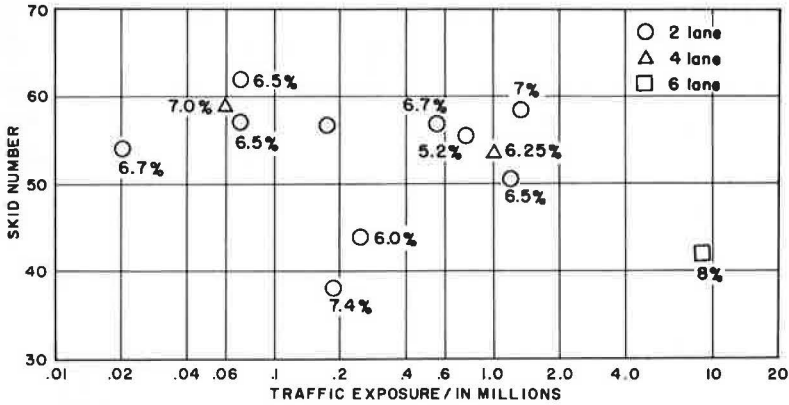 70
2 lane
4 lane
6 lane
6.5%
7%
60
7.0%
6.7%
6.5%
5.2%
6.25%
SKID NUMBER
6.7%
50
6.5%
6.0%
40
8%
7.4%
30
.01 .02 .04 .06 .1 .2 .4 .6 1.0 2.0 4.0 10 20
TRAFFIC EXPOSURE/IN MILLIONS